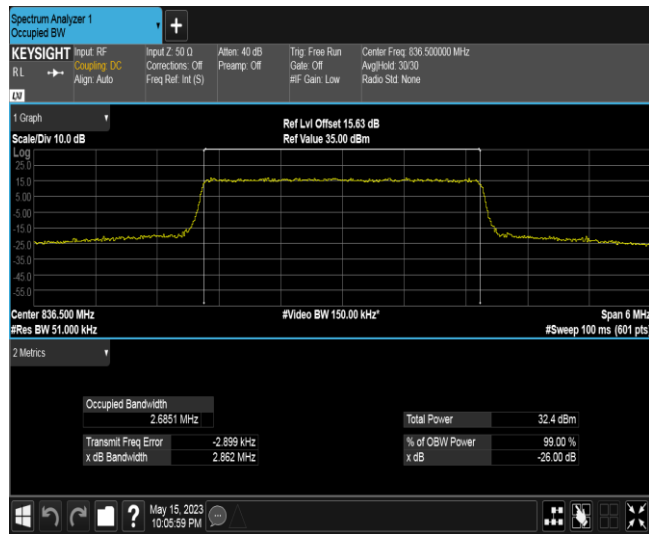 Spectrum Analyzer 1
Occupied BW
+
KEYSIGHT
RL
LXI
Input: RF
Coupling: DC
Align: Auto
Input Z: 50 Ω
Corrections: Off
Freq Ref: Int (S)
Atten: 40 dB
Preamp: Off
Trig: Free Run
Gate: Off
#IF Gain: Low
Center Freq: 836.500000 MHz
Avg|Hold: 30/30
Radio Std: None
1 Graph
Scale/Div 10.0 dB
Ref Lvl Offset 15.63 dB
Ref Value 35.00 dBm
Log
25.0
15.0
5.00
-5.00
-15.0
-25.0
-35.0
-45.0
-55.0
Center 836.500 MHz
#Video BW 150.00 kHz*
Span 6 MHz
#Res BW 51.000 kHz
#Sweep 100 ms (601 pts)
2 Metrics
Occupied Bandwidth
2.6851 MHz
Total Power 32.4 dBm
Transmit Freq Error -2.899 kHz
% of OBW Power 99.00 %
x dB Bandwidth 2.862 MHz
x dB -26.00 dB
?
May 15, 2023
10:05:59 PM